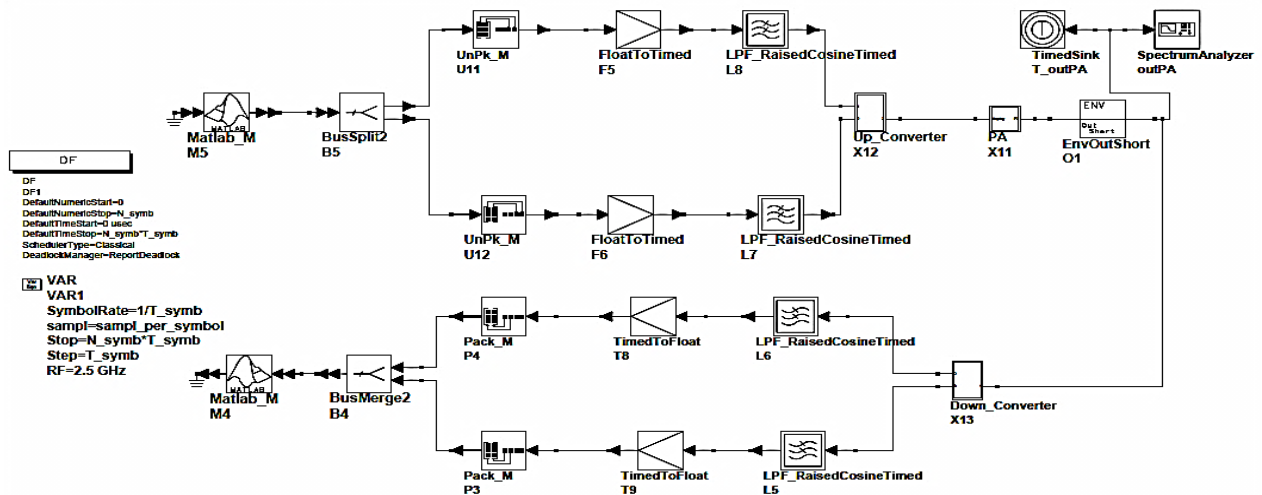 UnPk_M
U11
FloatToTimed
F5
LPF_RaisedCosineTimed
L8
TimedSink
T_outPA
SpectrumAnalyzer
outPA
MATLAB
Matlab_M
M5
BusSplit2
B5
Up_Converter
X12
PA
X11
ENV
Out
Short
EnvOutShort
O1
DF
DF
DF1
DefaultNumericStart=0
DefaultNumericStop=N_symb
DefaultTimeStart=0 usec
DefaultTimeStop=N_symb*T_symb
SchedulerType=Classical
DeadlockManager=ReportDeadlock
UnPk_M
U12
FloatToTimed
F6
LPF_RaisedCosineTimed
L7
VAR
VAR1
SymbolRate=1/T_symb
sampl=sampl_per_symbol
Stop=N_symb*T_symb
Step=T_symb
RF=2.5 GHz
Pack_M
P4
TimedToFloat
T8
LPF_RaisedCosineTimed
L6
MATLAB
Matlab_M
M4
BusMerge2
B4
Down_Converter
X13
Pack_M
P3
TimedToFloat
T9
LPF_RaisedCosineTimed
L5